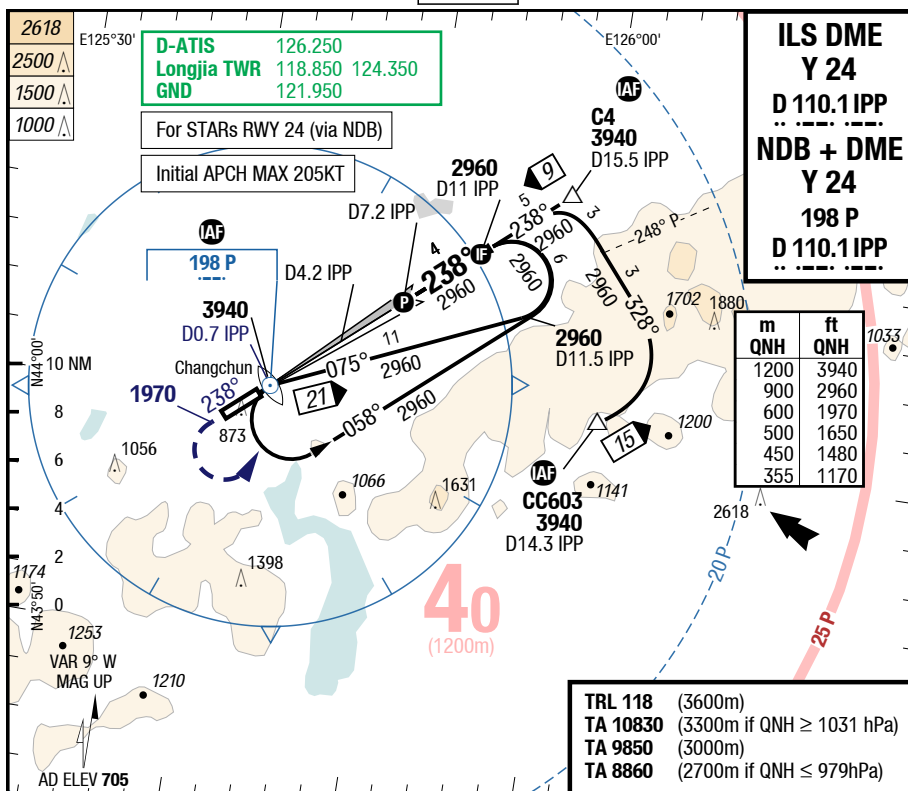 2618
2500
1500
1000
E125°30'
E126°00'
D-ATIS 126.250
Longjia TWR 118.850 124.350
GND 121.950
For STARs RWY 24 (via NDB)
Initial APCH MAX 205KT
ILS DME
Y 24
D 110.1 IPP
NDB + DME
Y 24
198 P
D 110.1 IPP
IAF
C4
3940
D15.5 IPP
2960
D11 IPP
9
5
238°
2960
3
248° P
D7.2 IPP
4
238°
2960
IF
P
6
2960
3
2960
328°
IAF
198 P
D4.2 IPP
3940
D0.7 IPP
Changchun
11
075°
2960
21
058°
2960
2960
D11.5 IPP
1702
1880
1033
N44°00'
10 NM
8
6
4
2
0
1970
238°
873
1056
1066
1631
15
1200
IAF
CC603
3940
D14.3 IPP
1141
m ft
QNH QNH
1200 3940
900 2960
600 1970
500 1650
450 1480
355 1170
2618
1398
1174
N43°50'
40
(1200m)
20 P
25 P
1253
VAR 9° W
MAG UP
1210
AD ELEV 705
TRL 118 (3600m)
TA 10830 (3300m if QNH ≥ 1031 hPa)
TA 9850 (3000m)
TA 8860 (2700m if QNH ≤ 979hPa)